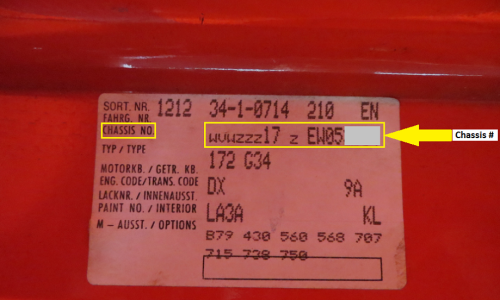 SORT. NR. 1212 34-1-0714 210 EN
FAHRG. NR.
CHASSIS NO. WVWZZZ17 Z EW05
Chassis #
TYP / TYPE 172 G34
MOTORKB. / GETR. KB.
ENG. CODE/TRANS. CODE DX 9A
LACKNR. / INNENAUSST.
PAINT NO. / INTERIOR LA3A KL
M - AUSST. / OPTIONS B79 430 560 568 707
715 738 750